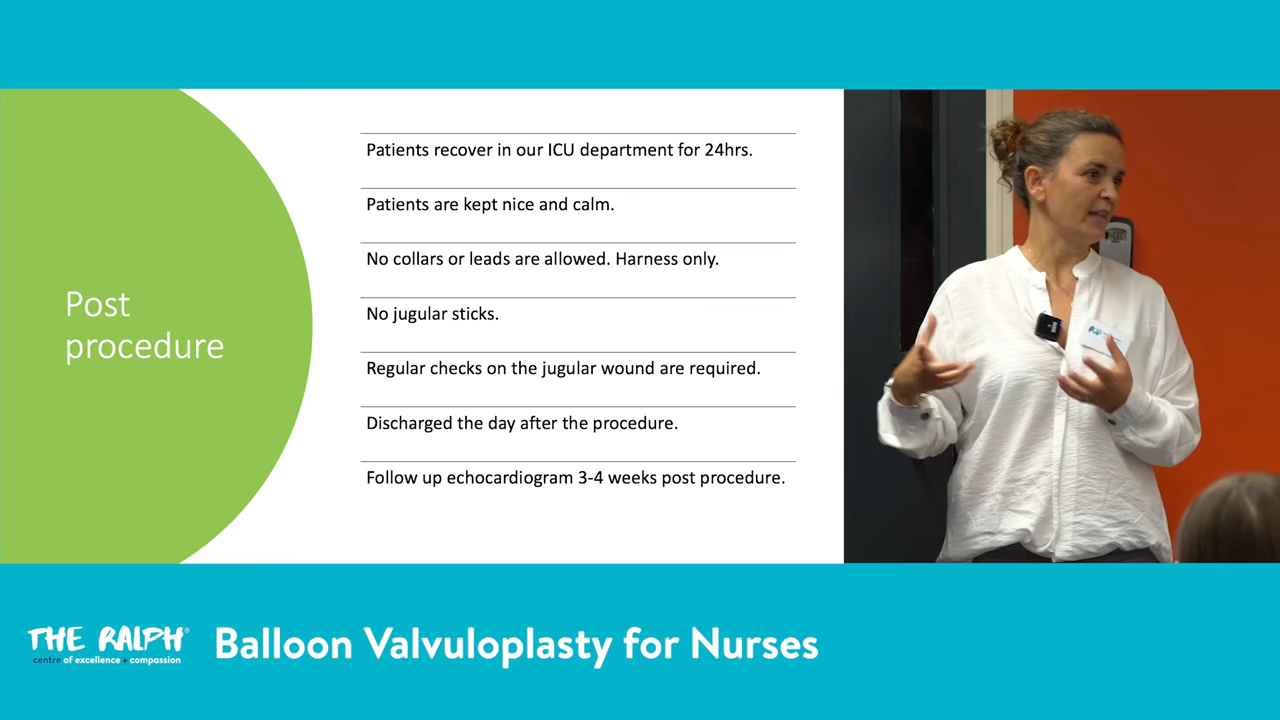 Post
procedure
Patients recover in our ICU department for 24hrs.
Patients are kept nice and calm.
No collars or leads are allowed. Harness only.
No jugular sticks.
Regular checks on the jugular wound are required.
Discharged the day after the procedure.
Follow up echocardiogram 3-4 weeks post procedure.
THE RALPH®
centre of excellence + compassion
Balloon Valvuloplasty for Nurses